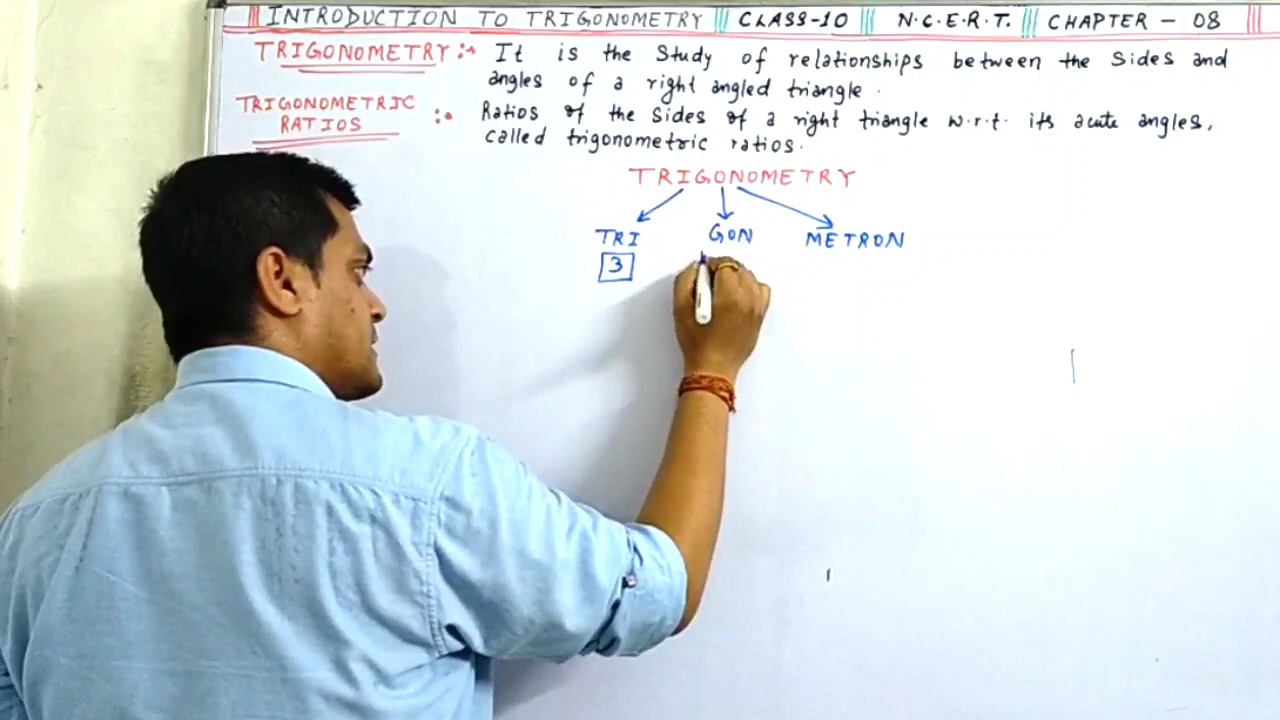 INTRODUCTION TO TRIGONOMETRY ||| CLASS-10 ||| N.C.E.R.T. ||| CHAPTER - 08
TRIGONOMETRY :- It is the study of relationships between the sides and
angles of a right angled triangle.
TRIGONOMETRIC RATIOS :- Ratios of the sides of a right triangle w.r.t. its acute angles,
called trigonometric ratios.
TRIGONOMETRY
TRI GON METRON
3